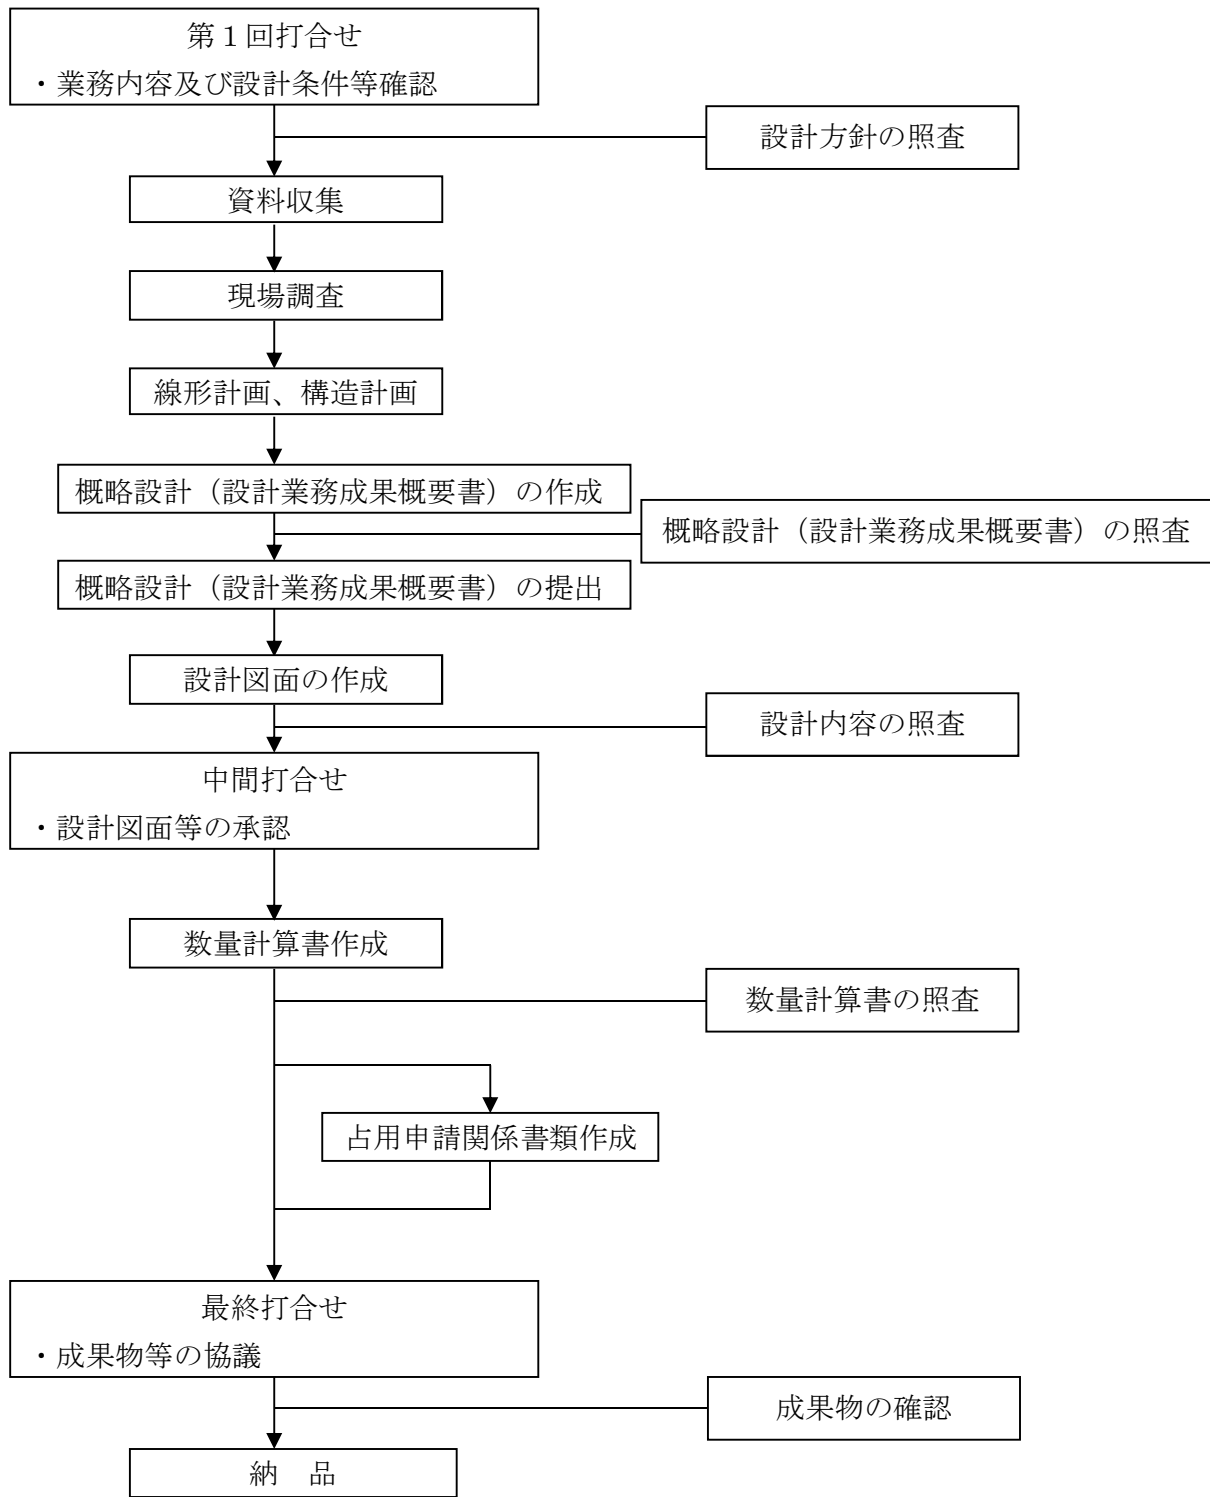 第１回打合せ
・業務内容及び設計条件等確認
設計方針の照査
資料収集
現場調査
線形計画、構造計画
概略設計（設計業務成果概要書）の作成
概略設計（設計業務成果概要書）の照査
概略設計（設計業務成果概要書）の提出
設計図面の作成
設計内容の照査
中間打合せ
・設計図面等の承認
数量計算書作成
数量計算書の照査
占用申請関係書類作成
最終打合せ
・成果物等の協議
成果物の確認
納　品